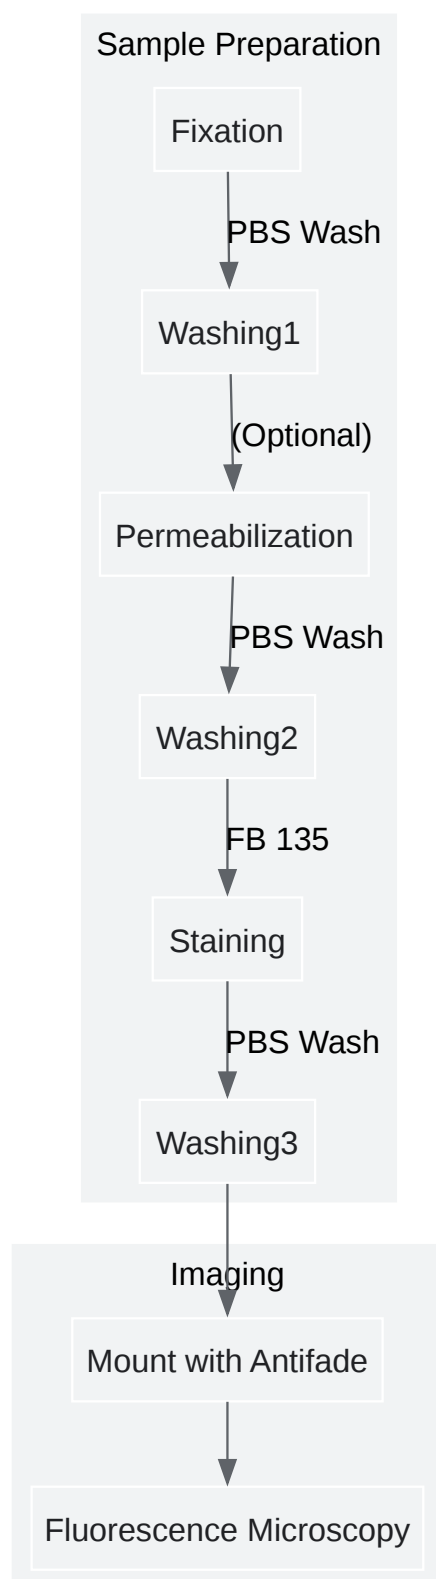 Sample Preparation
Fixation
PBS Wash
Washing1
(Optional)
Permeabilization
PBS Wash
Washing2
FB 135
Staining
PBS Wash
Washing3
Imaging
Mount with Antifade
Fluorescence Microscopy